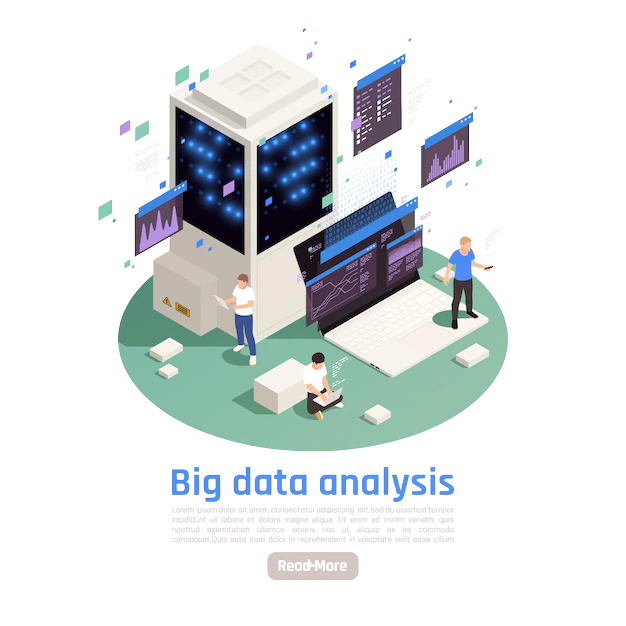 Big data analysis
Lorem ipsum dolor sit amet, consectetur adipisicing elit,sed do eiusmod tempor
incididunt ut labore et dolore magna aliqua. Ut enim ad minim veniam, quis
nostrud exercitation ullamco laboris nisi ut aliquip ex ea commodo
consequat.Duis aute irure dolor in reprehenderit in voluptate velit esse cillum
Read More